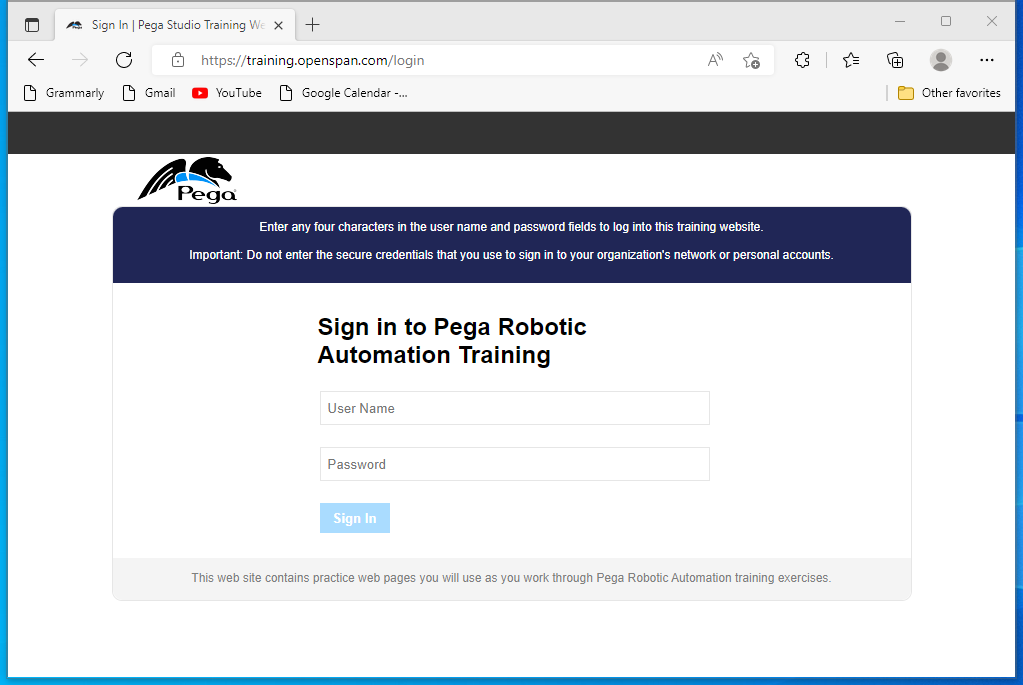 Sign In | Pega Studio Training We
https://training.openspan.com/login
Grammarly
Gmail
YouTube
Google Calendar -...
Other favorites
Pega
Enter any four characters in the user name and password fields to log into this training website.
Important: Do not enter the secure credentials that you use to sign in to your organization's network or personal accounts.
Sign in to Pega Robotic
Automation Training
User Name
Password
Sign In
This web site contains practice web pages you will use as you work through Pega Robotic Automation training exercises.